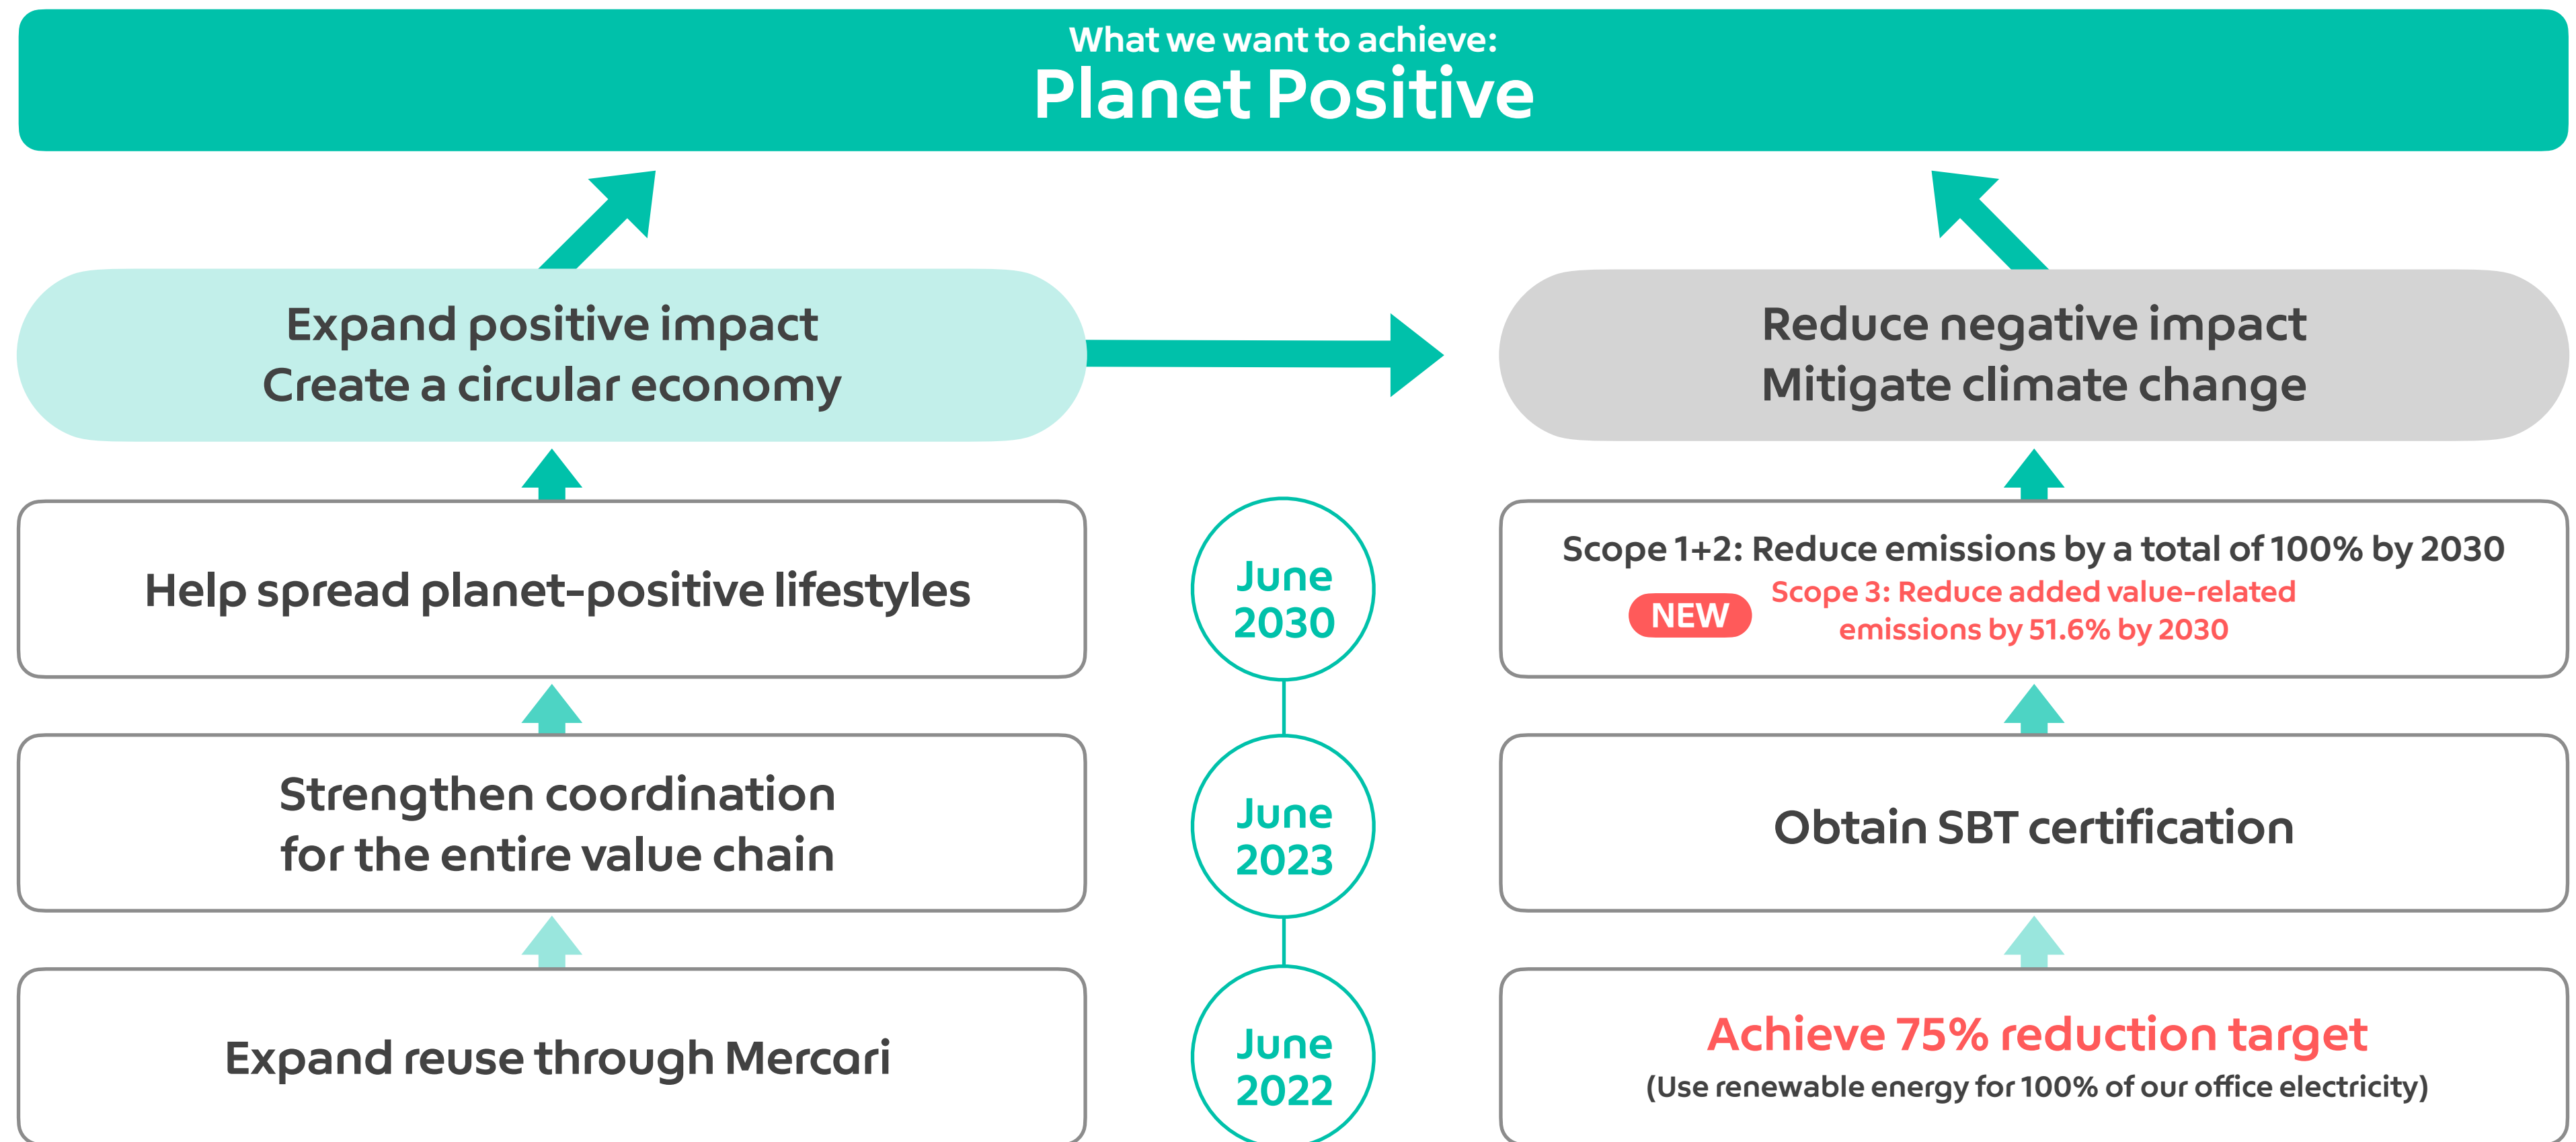 What we want to achieve:
Planet Positive
Expand positive impact
Create a circular economy
Reduce negative impact
Mitigate climate change
Help spread planet-positive lifestyles
June
2030
Scope 1+2: Reduce emissions by a total of 100% by 2030
NEW
Scope 3: Reduce added value-related
emissions by 51.6% by 2030
Strengthen coordination
for the entire value chain
June
2023
Obtain SBT certification
Expand reuse through Mercari
June
2022
Achieve 75% reduction target
(Use renewable energy for 100% of our office electricity)